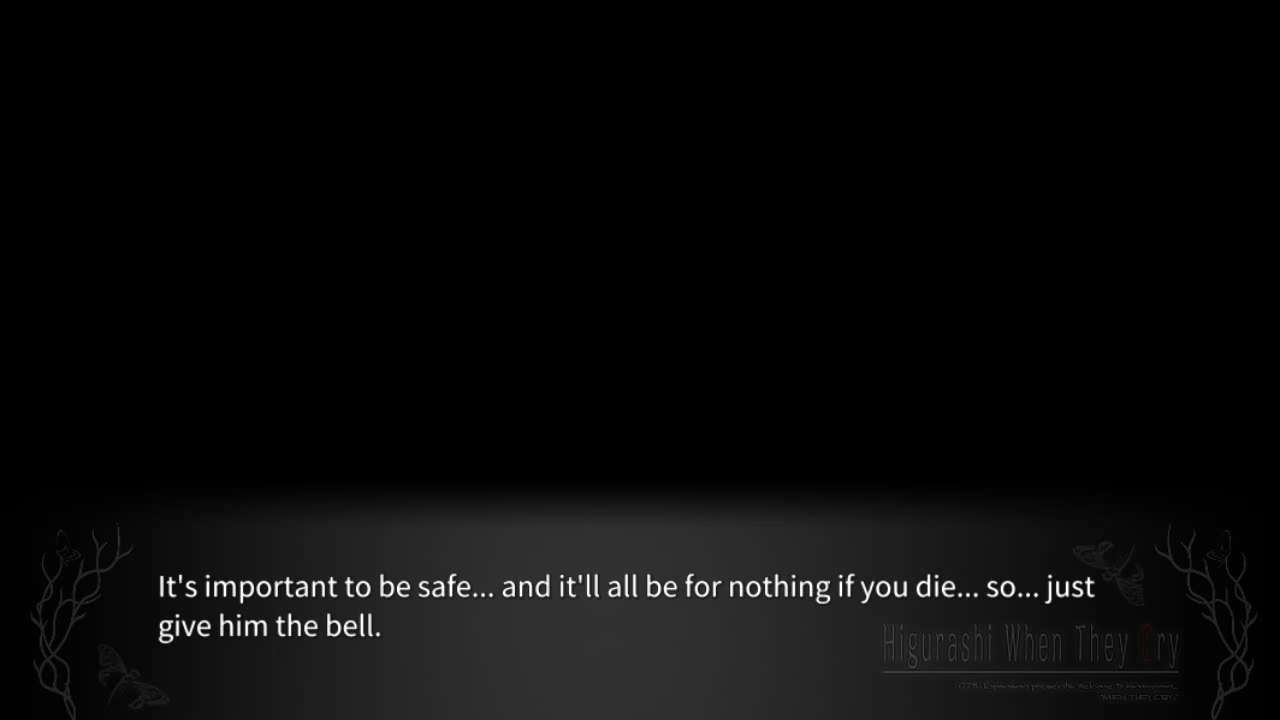 It's important to be safe... and it'll all be for nothing if you die... so... just
give him the bell.
Higurashi When They Cry